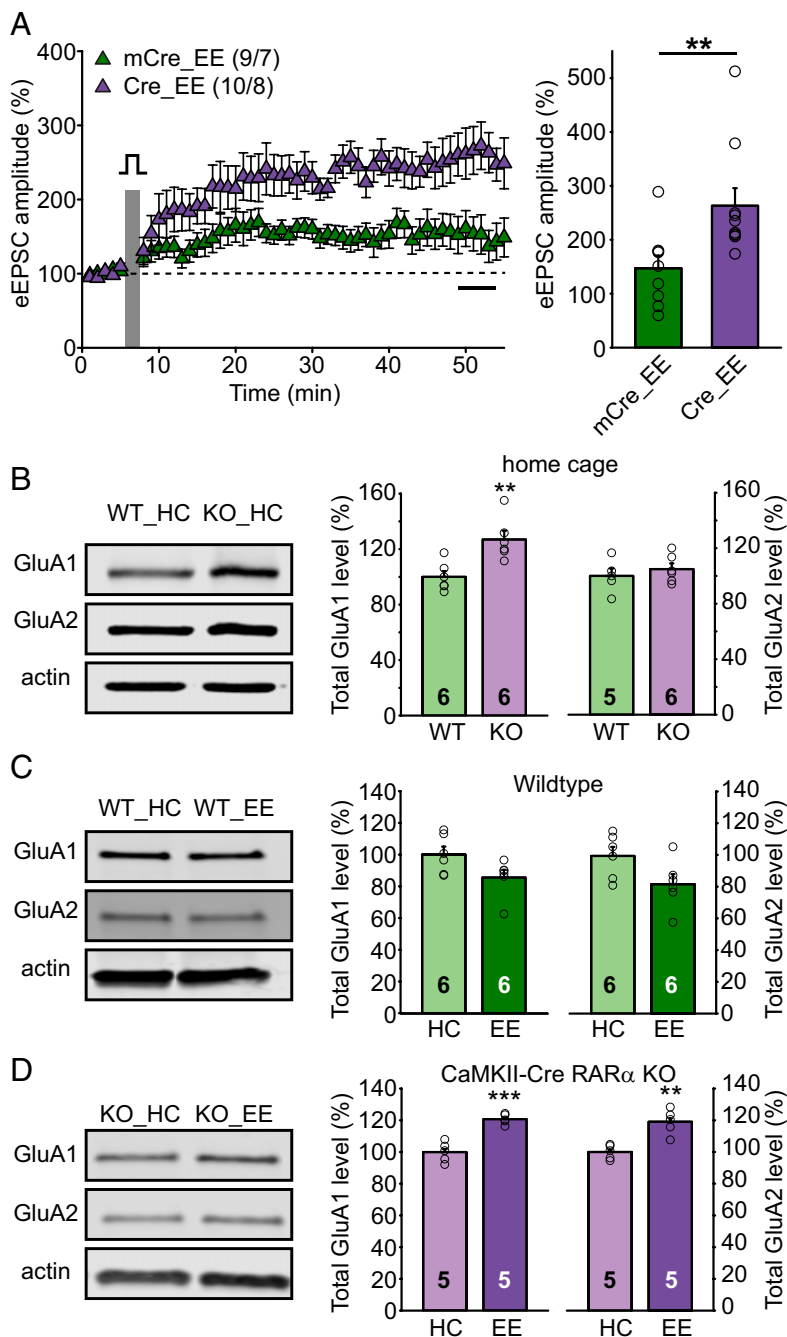 A
mCre_EE (9/7)
Cre_EE (10/8)
eEPSC amplitude (%)
400
300
200
100
0
0 10 20 30 40 50
Time (min)
**
eEPSC amplitude (%)
500
400
300
200
100
0
mCre_EE
Cre_EE
B
home cage
WT_HC KO_HC
GluA1
GluA2
actin
Total GluA1 level (%)
160
120
80
40
0
**
6 6
WT KO
5 6
WT KO
160
120
80
40
0
Total GluA2 level (%)
C
Wildtype
WT_HC WT_EE
GluA1
GluA2
actin
Total GluA1 level (%)
140
120
100
80
60
40
20
0
6 6
HC EE
6 6
HC EE
140
120
100
80
60
40
20
0
Total GluA2 level (%)
D
CaMKII-Cre RARα KO
KO_HC KO_EE
GluA1
GluA2
actin
Total GluA1 level (%)
140
120
100
80
60
40
20
0
***
5 5
HC EE
**
5 5
HC EE
140
120
100
80
60
40
20
0
Total GluA2 level (%)